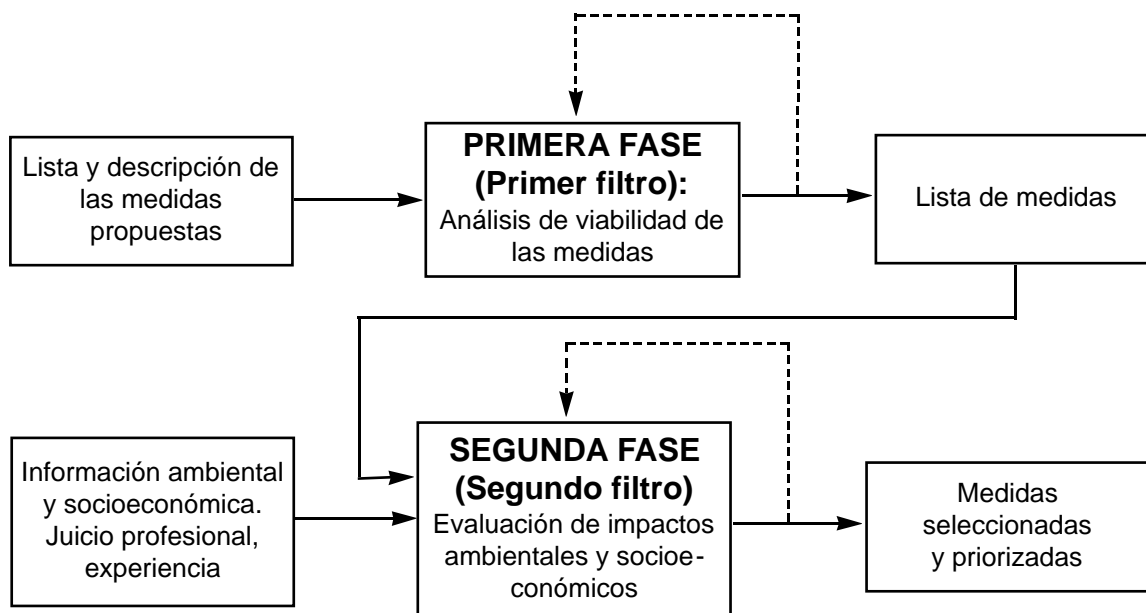 Lista y descripción de
las medidas
propuestas
PRIMERA FASE
(Primer filtro):
Análisis de viabilidad de
las medidas
Lista de medidas
Información ambiental
y socioeconómica.
Juicio profesional,
experiencia
SEGUNDA FASE
(Segundo filtro)
Evaluación de impactos
ambientales y socioe-
conómicos
Medidas
seleccionadas
y priorizadas